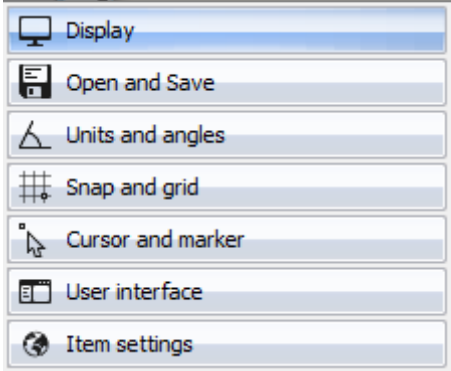 Display
Open and Save
Units and angles
Snap and grid
Cursor and marker
User interface
Item settings